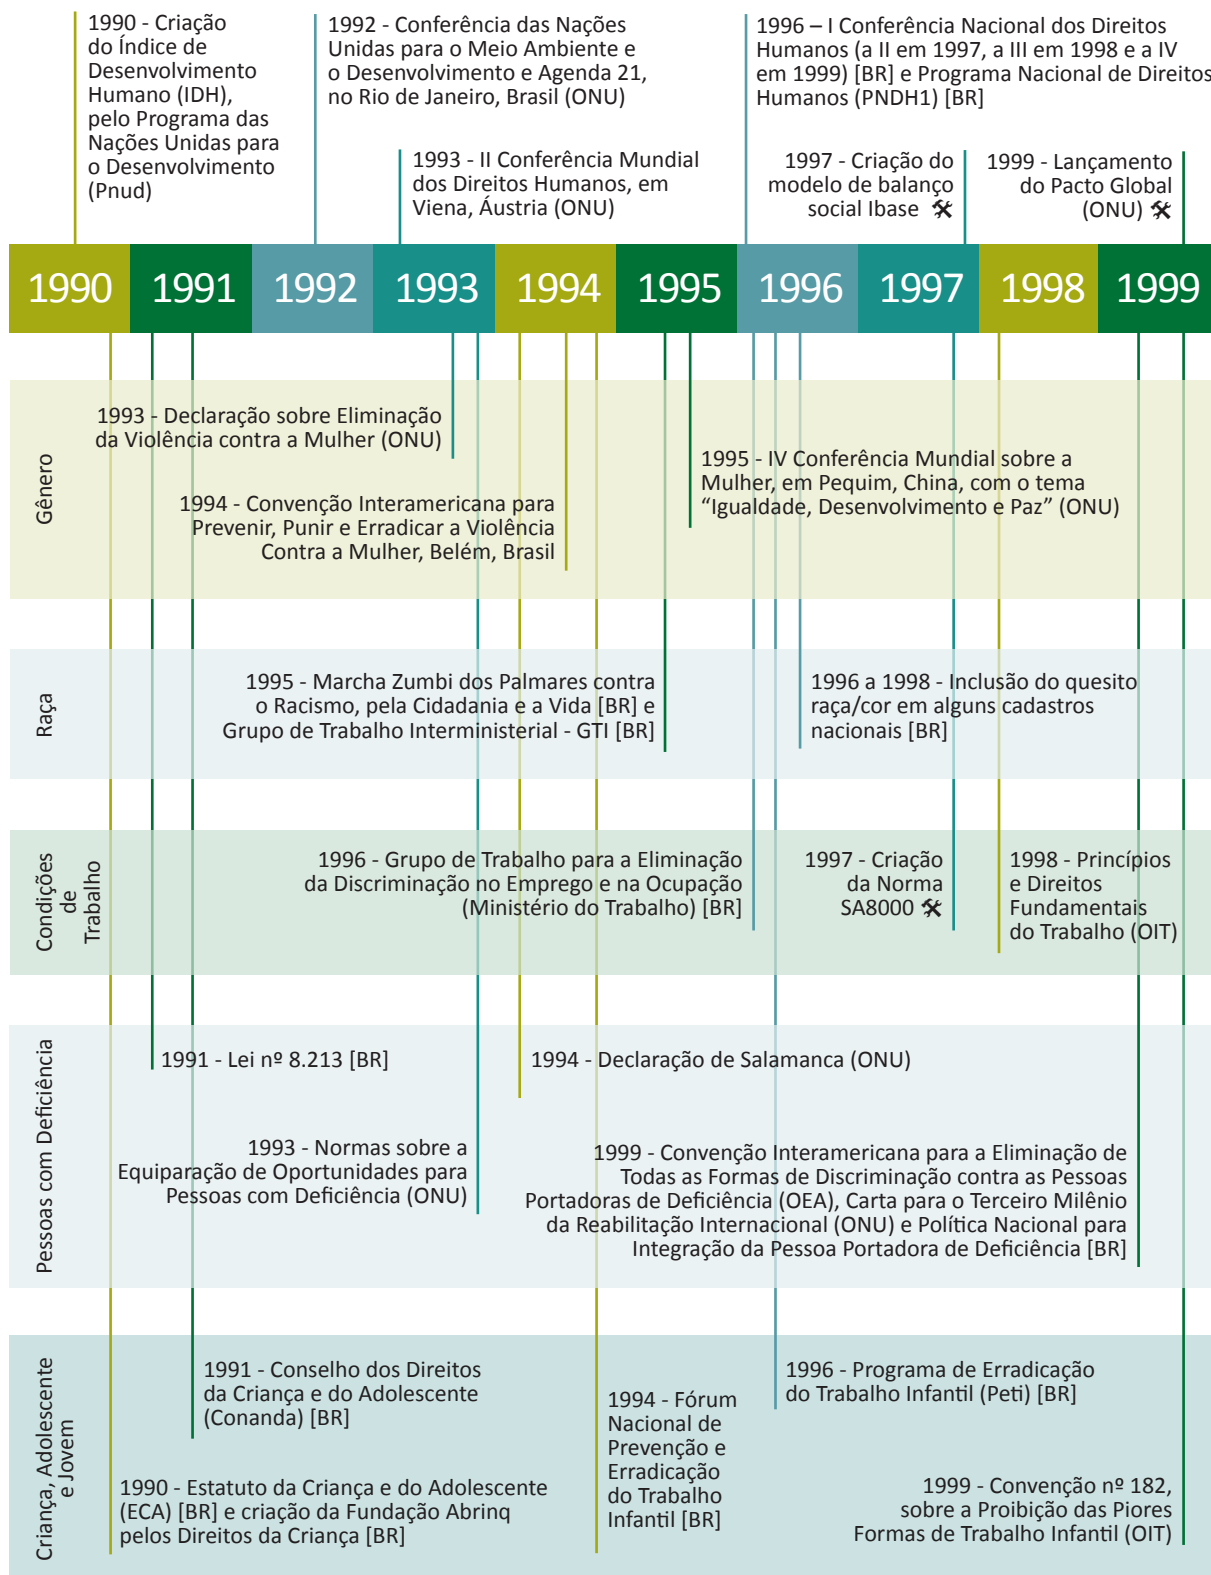 1990 - Criação
do Índice de
Desenvolvimento
Humano (IDH),
pelo Programa das
Nações Unidas para
o Desenvolvimento
(Pnud)
1992 - Conferência das Nações
Unidas para o Meio Ambiente e
o Desenvolvimento e Agenda 21,
no Rio de Janeiro, Brasil (ONU)
1993 - II Conferência Mundial
dos Direitos Humanos, em
Viena, Áustria (ONU)
1996 – I Conferência Nacional dos Direitos
Humanos (a II em 1997, a III em 1998 e a IV
em 1999) [BR] e Programa Nacional de Direitos
Humanos (PNDH1) [BR]
1997 - Criação do
modelo de balanço
social Ibase 🛠
1999 - Lançamento
do Pacto Global
(ONU) 🛠
1990 1991 1992 1993 1994 1995 1996 1997 1998 1999
Gênero
1993 - Declaração sobre Eliminação
da Violência contra a Mulher (ONU)
1994 - Convenção Interamericana para
Prevenir, Punir e Erradicar a Violência
Contra a Mulher, Belém, Brasil
1995 - IV Conferência Mundial sobre a
Mulher, em Pequim, China, com o tema
“Igualdade, Desenvolvimento e Paz” (ONU)
Raça
1995 - Marcha Zumbi dos Palmares contra
o Racismo, pela Cidadania e a Vida [BR] e
Grupo de Trabalho Interministerial - GTI [BR]
1996 a 1998 - Inclusão do quesito
raça/cor em alguns cadastros
nacionais [BR]
Condições
de
Trabalho
1996 - Grupo de Trabalho para a Eliminação
da Discriminação no Emprego e na Ocupação
(Ministério do Trabalho) [BR]
1997 - Criação
da Norma
SA8000 🛠
1998 - Princípios
e Direitos
Fundamentais
do Trabalho (OIT)
Pessoas com Deficiência
1991 - Lei nº 8.213 [BR]
1994 - Declaração de Salamanca (ONU)
1993 - Normas sobre a
Equiparação de Oportunidades para
Pessoas com Deficiência (ONU)
1999 - Convenção Interamericana para a Eliminação de
Todas as Formas de Discriminação contra as Pessoas
Portadoras de Deficiência (OEA), Carta para o Terceiro Milênio
da Reabilitação Internacional (ONU) e Política Nacional para
Integração da Pessoa Portadora de Deficiência [BR]
Criança, Adolescente
e Jovem
1991 - Conselho dos Direitos
da Criança e do Adolescente
(Conanda) [BR]
1990 - Estatuto da Criança e do Adolescente
(ECA) [BR] e criação da Fundação Abrinq
pelos Direitos da Criança [BR]
1994 - Fórum
Nacional de
Prevenção e
Erradicação
do Trabalho
Infantil [BR]
1996 - Programa de Erradicação
do Trabalho Infantil (Peti) [BR]
1999 - Convenção nº 182,
sobre a Proibição das Piores
Formas de Trabalho Infantil (OIT)